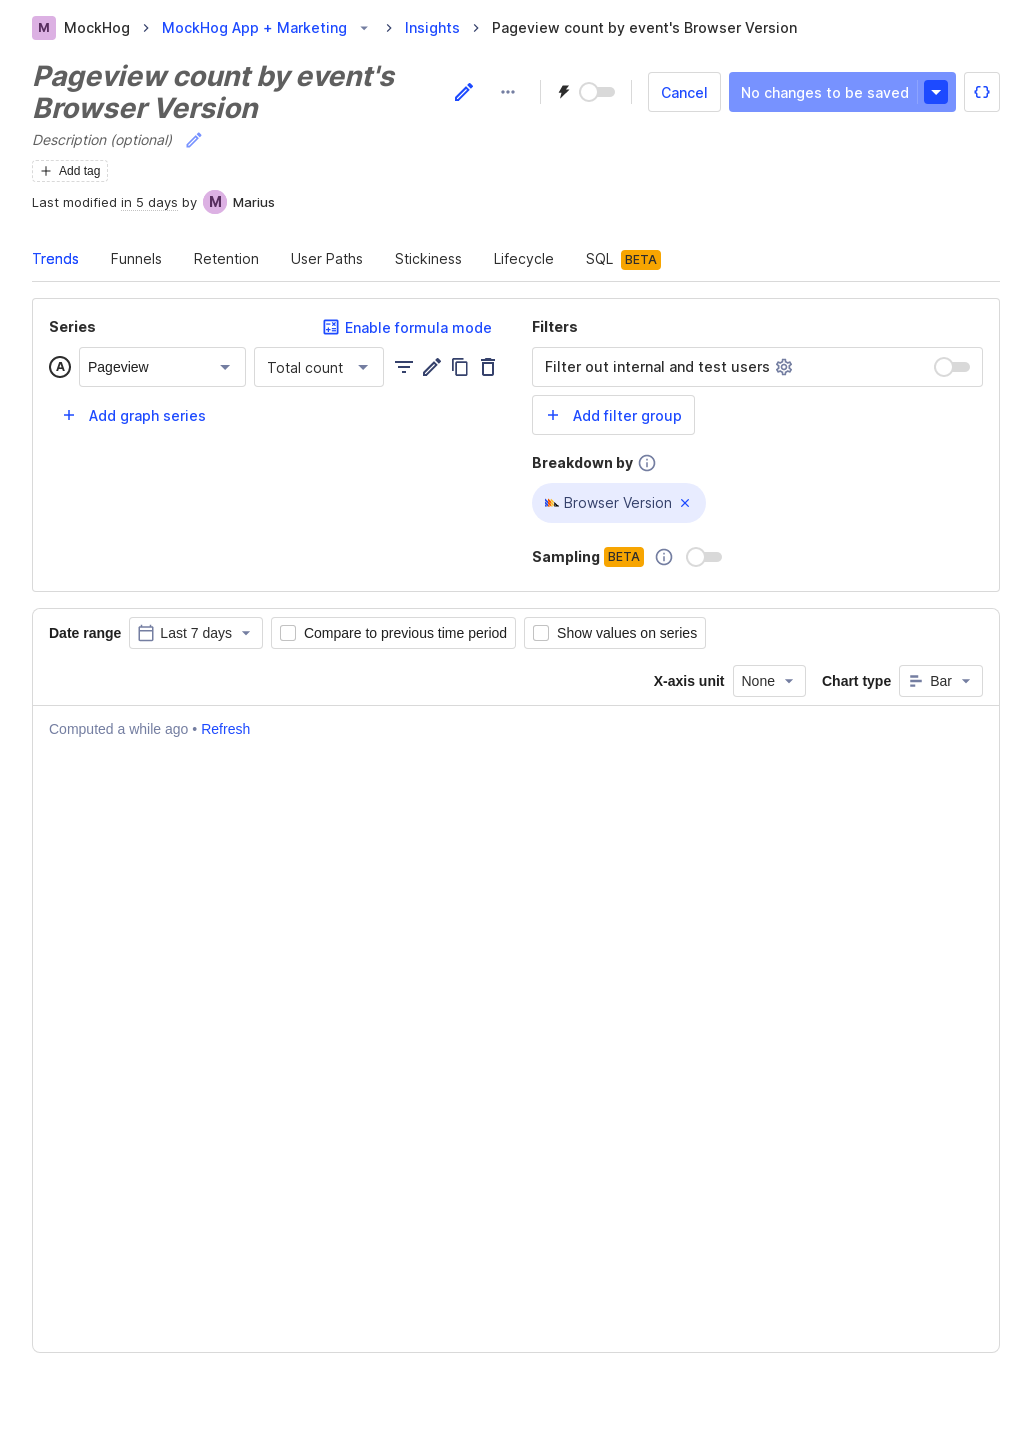 M MockHog MockHog App + Marketing Insights Pageview count by event's Browser Version
Pageview count by event's
Browser Version
Cancel
No changes to be saved
Description (optional)
Add tag
Last modified in 5 days by M Marius
Trends Funnels Retention User Paths Stickiness Lifecycle SQL BETA
Series
Enable formula mode
A Pageview Total count
Add graph series
Filters
Filter out internal and test users
Add filter group
Breakdown by
Browser Version
Sampling BETA
Date range Last 7 days Compare to previous time period Show values on series
X-axis unit None Chart type Bar
Computed a while ago • Refresh